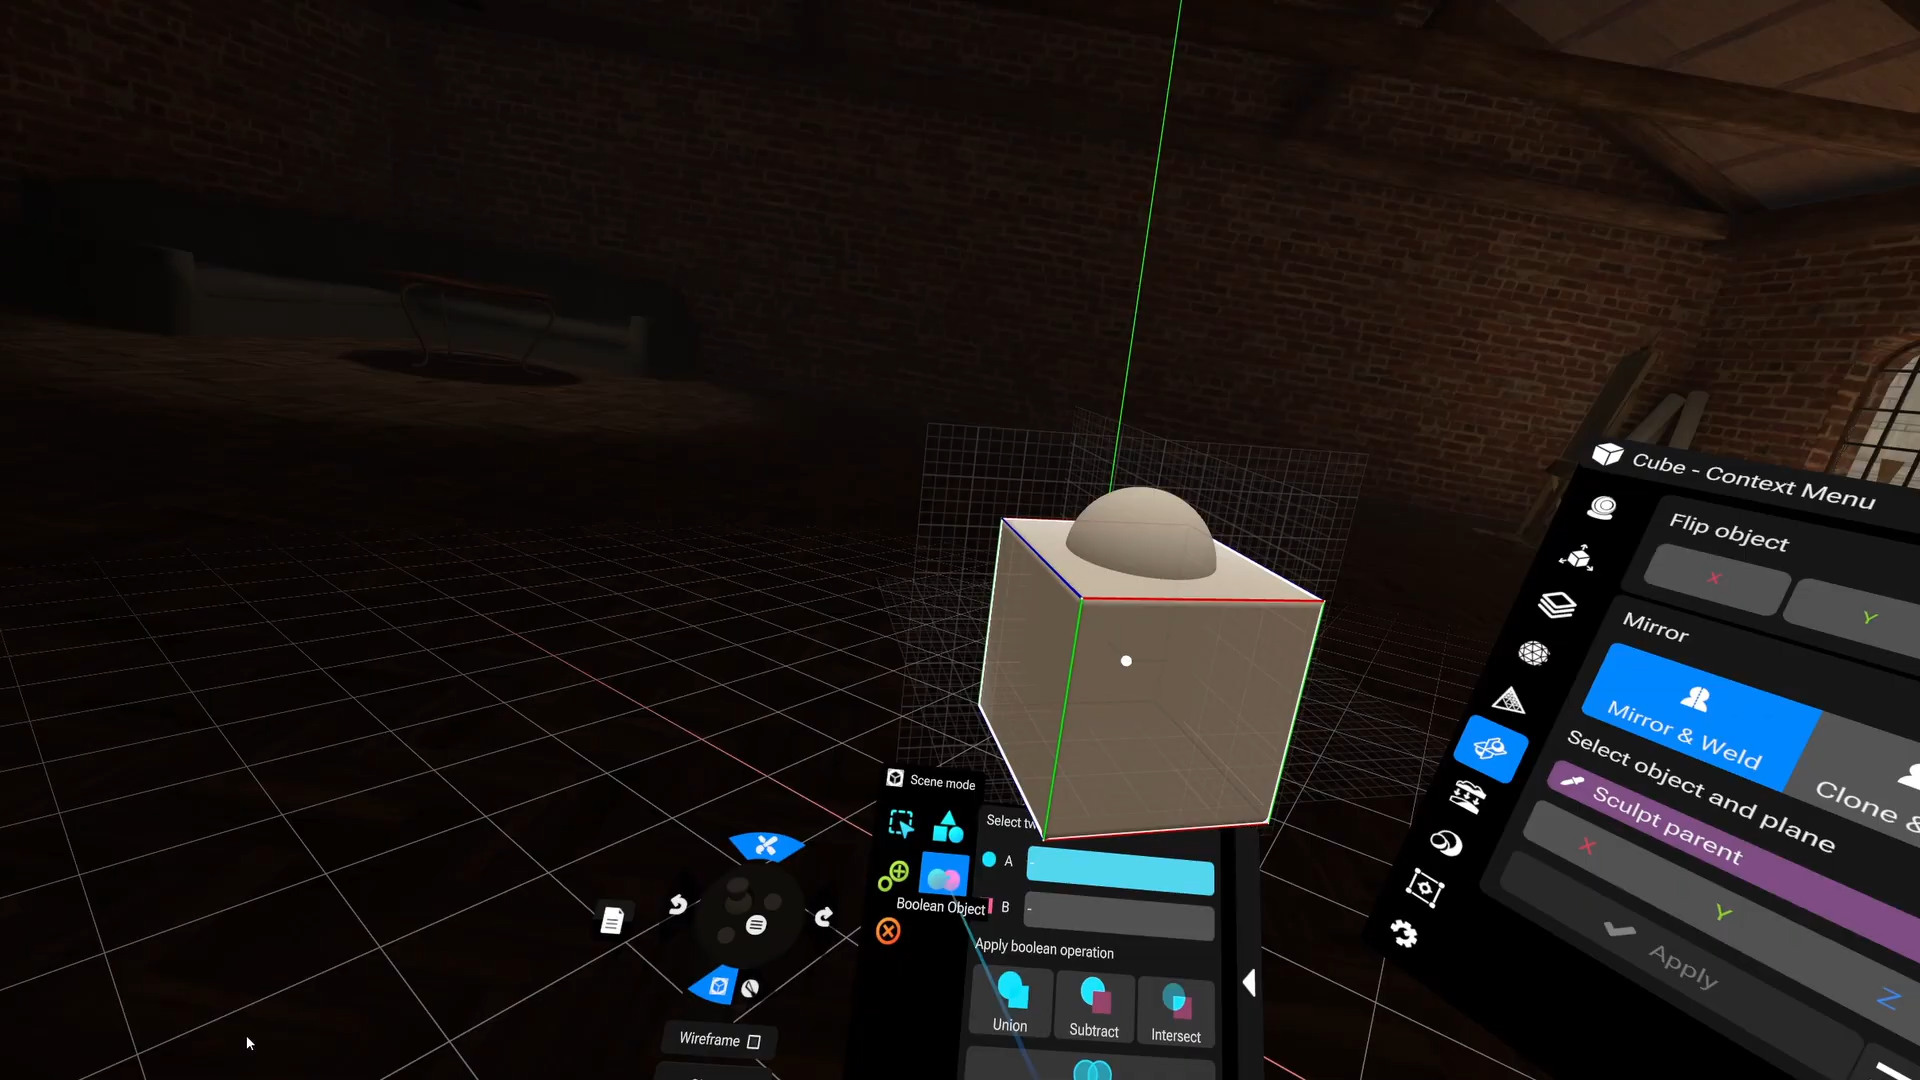 Cube - Context Menu
Flip object
X
Y
Mirror
Mirror & Weld
Clone &
Select object and plane
Sculpt parent
X
Y
Z
Apply
Scene mode
Select tw
A
-
Boolean Object
B
-
Apply boolean operation
Union
Subtract
Intersect
Wireframe